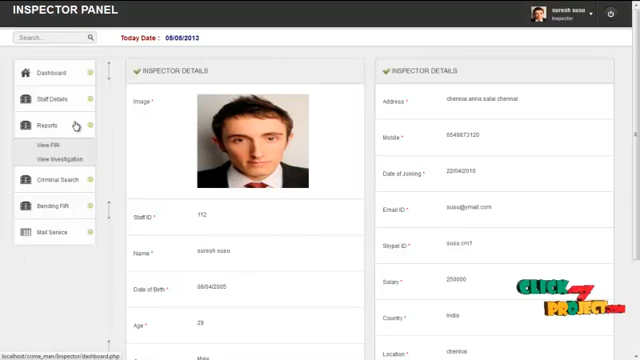 INSPECTOR PANEL
suresh susu
Inspector
Search...
Today Date : 05/05/2013
Dashboard
Staff Details
Reports
View FIR
View Investigation
Criminal Search
Bending FIR
Mail Service
INSPECTOR DETAILS
Image *
Staff ID *
112
Name *
suresh susu
Date of Birth *
08/04/2005
Age *
29
Male
INSPECTOR DETAILS
Address *
chennai anna salai chennai
Mobile *
6549873120
Date of Joining *
22/04/2010
Email ID *
susu@ymail.com
Skypel ID *
susu.cm1
Salary *
250000
Country *
India
Location *
chennai
CLICK MY
PROJECT.COM
localhost/crime_man/Inspector/dashboard.php